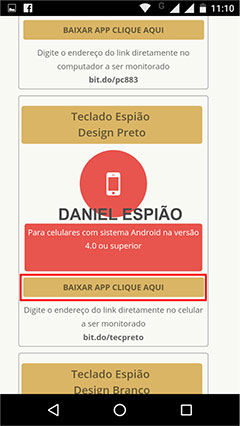 11:10
BAIXAR APP CLIQUE AQUI
Digite o endereço do link diretamente no
computador a ser monitorado
bit.do/pc883
Teclado Espião
Design Preto
DANIEL ESPIÃO
Para celulares com sistema Android na versão
4.0 ou superior
BAIXAR APP CLIQUE AQUI
Digite o endereço do link diretamente no celular
a ser monitorado
bit.do/tecpreto
Teclado Espião
Design Branco